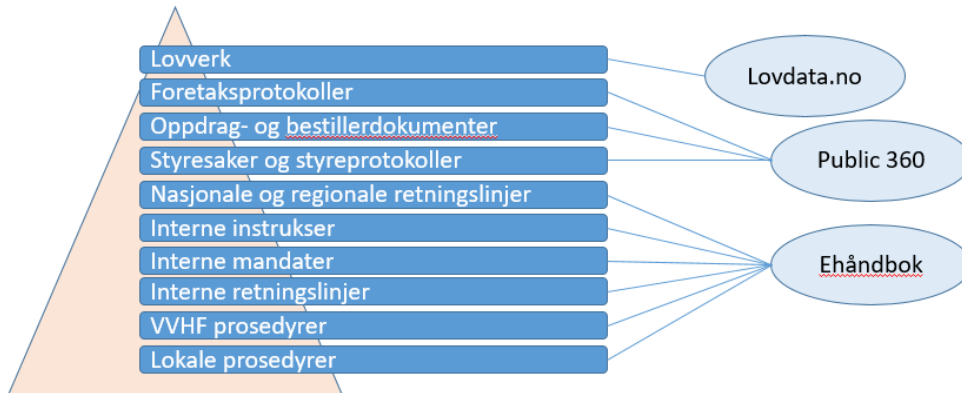 Lovverk
Foretaksprotokoller
Oppdrag- og bestillerdokumenter
Styresaker og styreprotokoller
Nasjonale og regionale retningslinjer
Interne instrukser
Interne mandater
Interne retningslinjer
VVHF prosedyrer
Lokale prosedyrer
Lovdata.no
Public 360
Ehåndbok